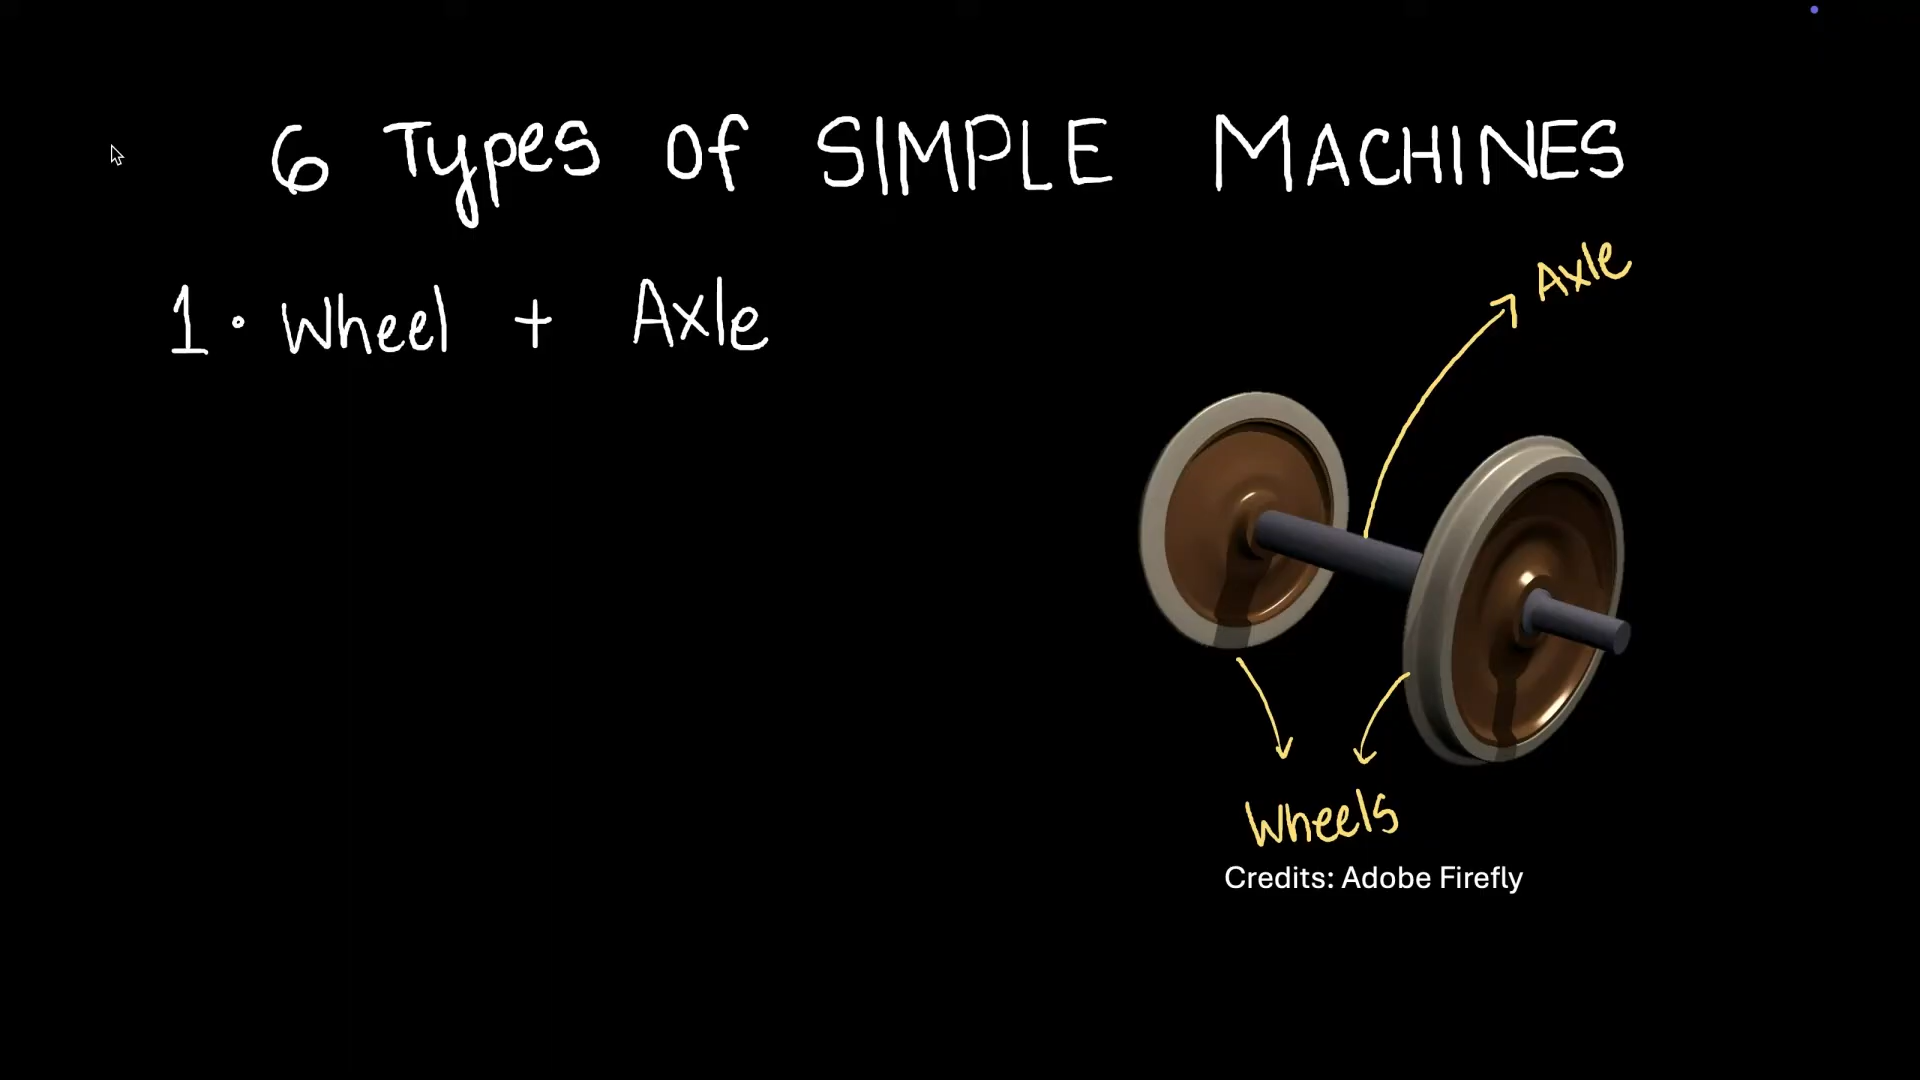 6 Types of SIMPLE MACHINES
1. Wheel + Axle
Axle
Wheels
Credits: Adobe Firefly